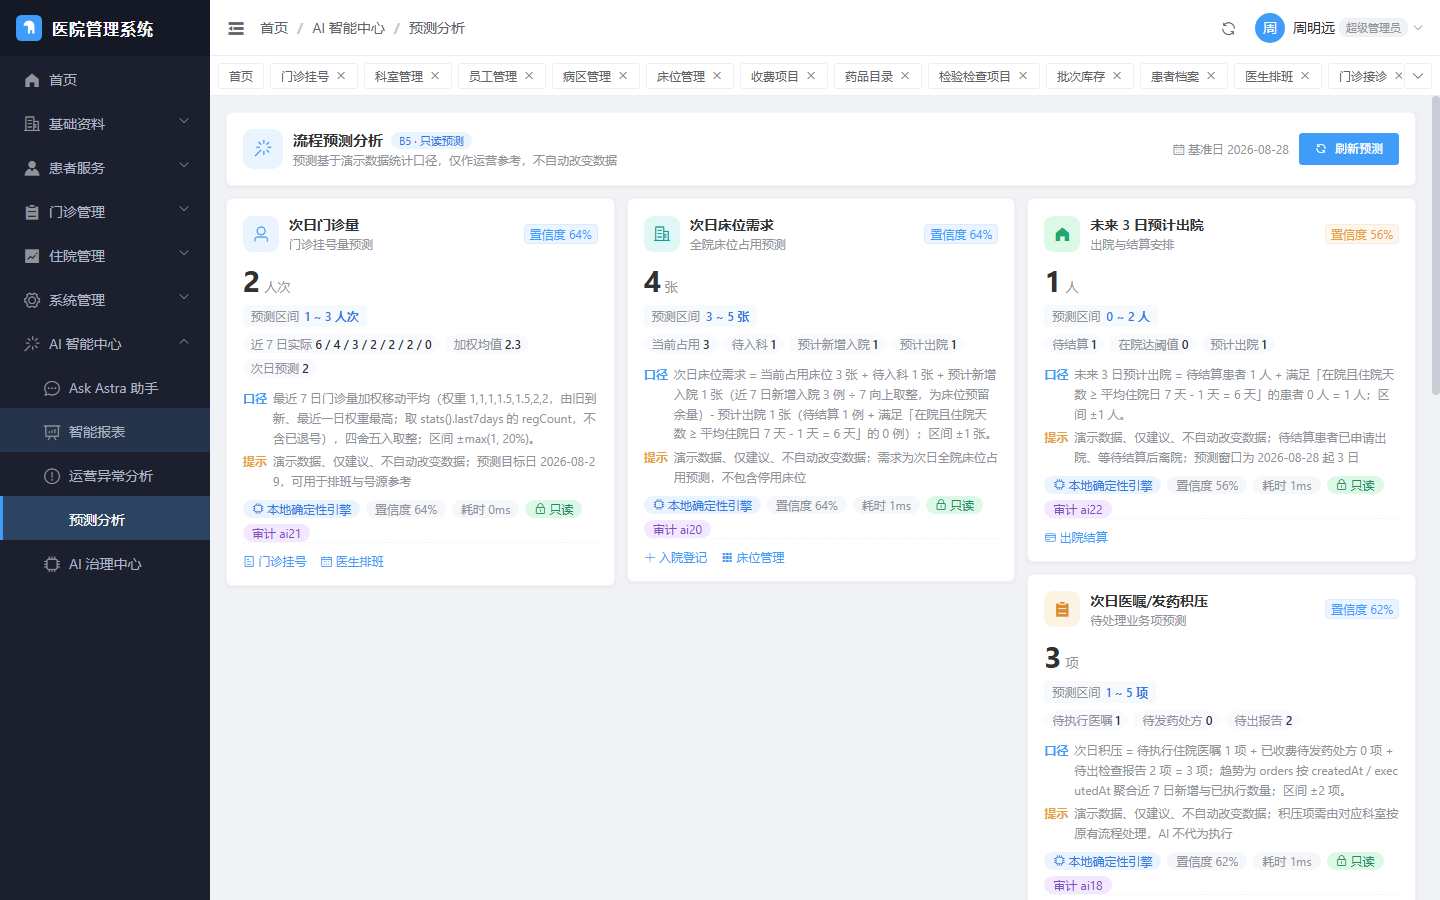 医院管理系统
首页
基础资料
患者服务
门诊管理
住院管理
系统管理
AI 智能中心
Ask Astra 助手
智能报表
运营异常分析
预测分析
AI 治理中心
首页 / AI 智能中心 / 预测分析
周 周明远 超级管理员
首页 门诊挂号 科室管理 员工管理 病区管理 床位管理 收费项目 药品目录 检验检查项目 批次库存 患者档案 医生排班 门诊接诊
流程预测分析 B5 · 只读预测
预测基于演示数据统计口径，仅作运营参考，不自动改变数据
基准日 2026-08-28 刷新预测
次日门诊量
门诊挂号量预测
置信度 64%
2 人次
预测区间 1 ~ 3 人次
近 7 日实际 6 / 4 / 3 / 2 / 2 / 2 / 0 加权均值 2.3
次日预测 2
口径 最近 7 日门诊量加权移动平均（权重 1,1,1,1.5,1.5,2,2，由旧到
新、最近一日权重最高；取 stats().last7days 的 regCount，不
含已退号），四舍五入取整；区间 ±max(1, 20%)。
提示 演示数据、仅建议、不自动改变数据；预测目标日 2026-08-2
9，可用于排班与号源参考
本地确定性引擎 置信度 64% 耗时 0ms 只读
审计 ai21
门诊挂号 医生排班
次日床位需求
全院床位占用预测
置信度 64%
4 张
预测区间 3 ~ 5 张
当前占用 3 待入科 1 预计新增入院 1 预计出院 1
口径 次日床位需求 = 当前占用床位 3 张 + 待入科 1 张 + 预计新增
入院 1 张（近 7 日新增入院 3 例 ÷ 7 向上取整，为床位预留
余量）- 预计出院 1 张（待结算 1 例 + 满足「在院且住院天
数 ≥ 平均住院日 7 天 - 1 天 = 6 天」的 0 例）；区间 ±1 张。
提示 演示数据、仅建议、不自动改变数据；需求为次日全院床位占
用预测，不包含停用床位
本地确定性引擎 置信度 64% 耗时 1ms 只读
审计 ai20
入院登记 床位管理
未来 3 日预计出院
出院与结算安排
置信度 56%
1 人
预测区间 0 ~ 2 人
待结算 1 在院达阈值 0 预计出院 1
口径 未来 3 日预计出院 = 待结算患者 1 人 + 满足「在院且住院天
数 ≥ 平均住院日 7 天 - 1 天 = 6 天」的患者 0 人 = 1 人；区
间 ±1 人。
提示 演示数据、仅建议、不自动改变数据；待结算患者已申请出
院、等待结算后离院；预测窗口为 2026-08-28 起 3 日
本地确定性引擎 置信度 56% 耗时 1ms 只读
审计 ai22
出院结算
次日医嘱/发药积压
待处理业务项预测
置信度 62%
3 项
预测区间 1 ~ 5 项
待执行医嘱 1 待发药处方 0 待出报告 2
口径 次日积压 = 待执行住院医嘱 1 项 + 已收费待发药处方 0 项 +
待出检查报告 2 项 = 3 项；趋势为 orders 按 createdAt / exec
utedAt 聚合近 7 日新增与已执行数量；区间 ±2 项。
提示 演示数据、仅建议、不自动改变数据；积压项需由对应科室按
原有流程处理，AI 不代为执行
本地确定性引擎 置信度 62% 耗时 1ms 只读
审计 ai18